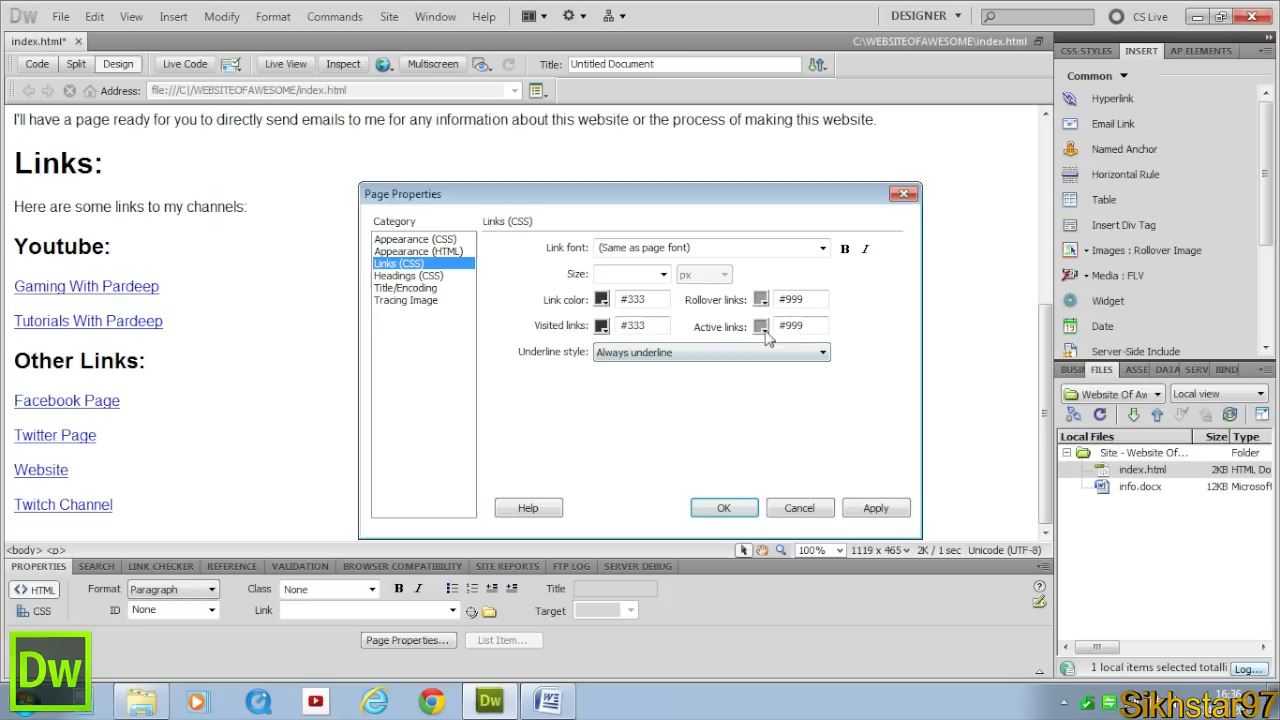 Dw File Edit View Insert Modify Format Commands Site Window Help DESIGNER CS Live
index.html* C:\WEBSITEOFAWESOME\index.html
Code Split Design Live Code Live View Inspect Multiscreen Title: Untitled Document
Address: file:///C|/WEBSITEOFAWESOME/index.html
I'll have a page ready for you to directly send emails to me for any information about this website or the process of making this website.
Links:
Here are some links to my channels:
Youtube:
Gaming With Pardeep
Tutorials With Pardeep
Other Links:
Facebook Page
Twitter Page
Website
Twitch Channel
Page Properties
Category
Appearance (CSS)
Appearance (HTML)
Links (CSS)
Headings (CSS)
Title/Encoding
Tracing Image
Links (CSS)
Link font: (Same as page font) B I
Size: px
Link color: #333 Rollover links: #999
Visited links: #333 Active links: #999
Underline style: Always underline
Help OK Cancel Apply
CSS STYLES INSERT AP ELEMENTS
Common
Hyperlink
Email Link
Named Anchor
Horizontal Rule
Table
Insert Div Tag
Images : Rollover Image
Media : FLV
Widget
Date
Server-Side Include
BUSI FILES ASSE DATA SERV BIND
Website Of Aw Local view
Local Files Size Type
Site - Website Of... Folder
index.html 2KB HTML Do
info.docx 12KB Microsoft
1 local items selected totalli Log...
<body> <p> 100% 1119 x 465 2K / 1 sec Unicode (UTF-8)
PROPERTIES SEARCH LINK CHECKER REFERENCE VALIDATION BROWSER COMPATIBILITY SITE REPORTS FTP LOG SERVER DEBUG
<> HTML Format Paragraph Class None B I Title
CSS ID None Link Target
Page Properties... List Item...
Dw
Dw
W
16:36
Sikhstar97